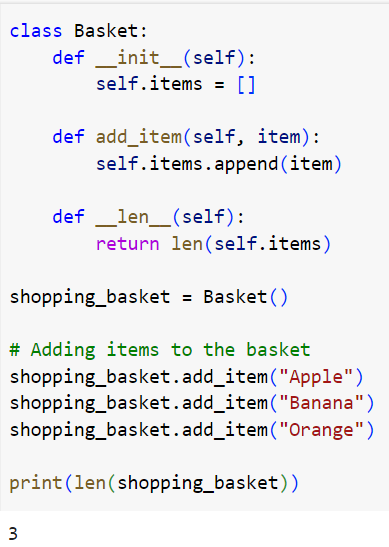 class Basket:
    def __init__(self):
        self.items = []

    def add_item(self, item):
        self.items.append(item)

    def __len__(self):
        return len(self.items)

shopping_basket = Basket()

# Adding items to the basket
shopping_basket.add_item("Apple")
shopping_basket.add_item("Banana")
shopping_basket.add_item("Orange")

print(len(shopping_basket))

3